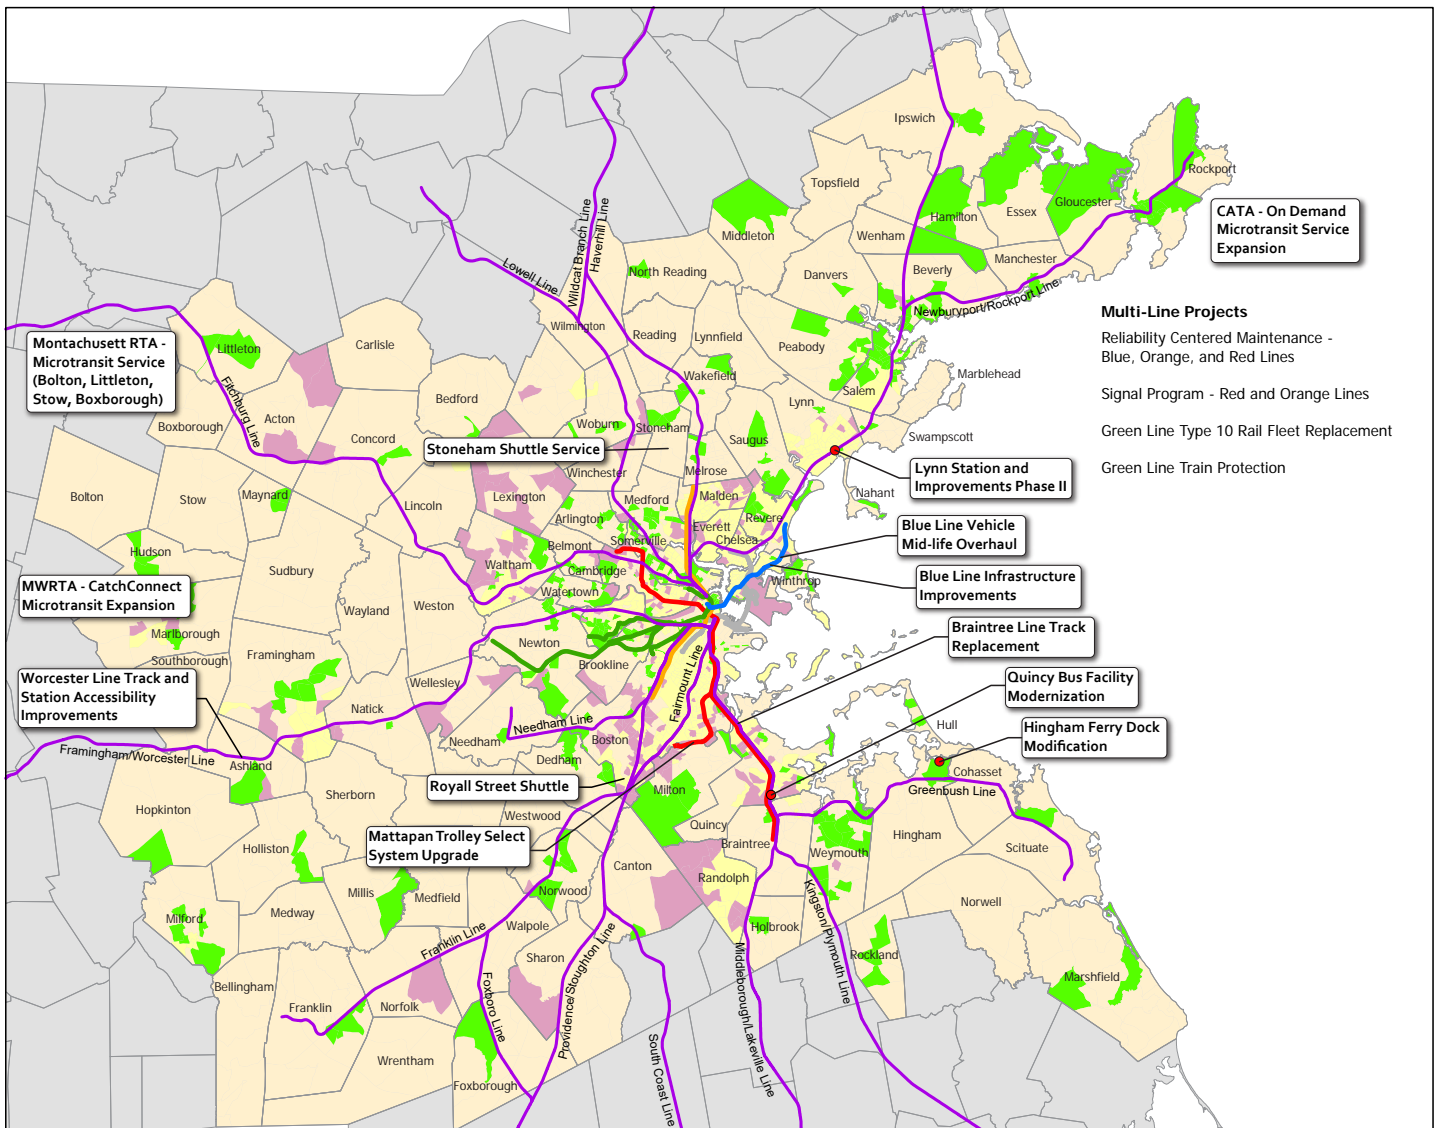 Ipswich
Rockport
Topsfield
Hamilton
Essex
Gloucester
CATA - On Demand
Microtransit Service
Expansion
Middleton
Wenham
Manchester
Wildcat Branch Line
Haverhill Line
Lowell Line
North Reading
Danvers
Beverly
Newburyport/Rockport Line
Multi-Line Projects
Reliability Centered Maintenance -
Blue, Orange, and Red Lines
Signal Program - Red and Orange Lines
Green Line Type 10 Rail Fleet Replacement
Green Line Train Protection
Wilmington
Reading
Lynnfield
Peabody
Carlisle
Littleton
Montachusett RTA -
Microtransit Service
(Bolton, Littleton,
Stow, Boxborough)
Fitchburg Line
Wakefield
Marblehead
Salem
Bedford
Lynn
Acton
Boxborough
Concord
Woburn
Stoneham
Saugus
Swampscott
Stoneham Shuttle Service
Lynn Station and
Improvements Phase II
Winchester
Melrose
Bolton
Stow
Maynard
Lincoln
Lexington
Medford
Malden
Nahant
Arlington
Everett
Revere
Blue Line Vehicle
Mid-life Overhaul
Hudson
Belmont
Somerville
Chelsea
Sudbury
Waltham
Cambridge
Winthrop
Blue Line Infrastructure
Improvements
MWRTA - CatchConnect
Microtransit Expansion
Wayland
Weston
Watertown
Marlborough
Southborough
Framingham
Newton
Brookline
Braintree Line Track
Replacement
Worcester Line Track and
Station Accessibility
Improvements
Wellesley
Natick
Fairmount Line
Quincy Bus Facility
Modernization
Needham Line
Needham
Boston
Dedham
Hull
Hingham Ferry Dock
Modification
Framingham/Worcester Line
Ashland
Cohasset
Greenbush Line
Royall Street Shuttle
Milton
Hopkinton
Sherborn
Westwood
Quincy
Mattapan Trolley Select
System Upgrade
Braintree
Hingham
Weymouth
Scituate
Holliston
Canton
Randolph
Millis
Medfield
Norwood
Kingston/Plymouth Line
Norwell
Milford
Medway
Walpole
Holbrook
Franklin Line
Sharon
Rockland
Marshfield
Bellingham
Franklin
Norfolk
Foxboro Line
Providence/Stoughton Line
Middleborough/Lakeville Line
South Coast Line
Wrentham
Foxborough